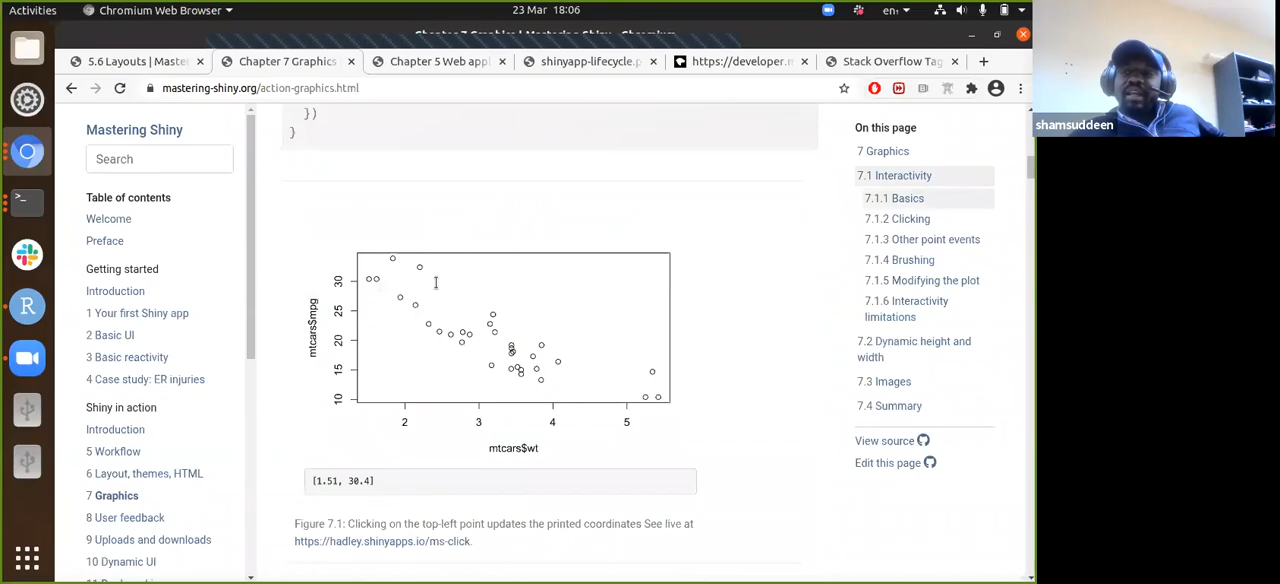 Activities
Chromium Web Browser
23 Mar 18:06
en₁
Chapter 7 Graphics | Mastering Shiny - Chromium
5.6 Layouts | Maste
Chapter 7 Graphics
Chapter 5 Web app
shinyapp-lifecycle.p
https://developer.m
Stack Overflow Tag
mastering-shiny.org/action-graphics.html
shamsuddeen
Mastering Shiny
Search
Table of contents
Welcome
Preface
Getting started
Introduction
1 Your first Shiny app
2 Basic UI
3 Basic reactivity
4 Case study: ER injuries
Shiny in action
Introduction
5 Workflow
6 Layout, themes, HTML
7 Graphics
8 User feedback
9 Uploads and downloads
10 Dynamic UI
})
}
mtcars$mpg
30
25
20
15
10
2
3
4
5
mtcars$wt
[1.51, 30.4]
Figure 7.1: Clicking on the top-left point updates the printed coordinates See live at
https://hadley.shinyapps.io/ms-click.
On this page
7 Graphics
7.1 Interactivity
7.1.1 Basics
7.1.2 Clicking
7.1.3 Other point events
7.1.4 Brushing
7.1.5 Modifying the plot
7.1.6 Interactivity
limitations
7.2 Dynamic height and
width
7.3 Images
7.4 Summary
View source
Edit this page